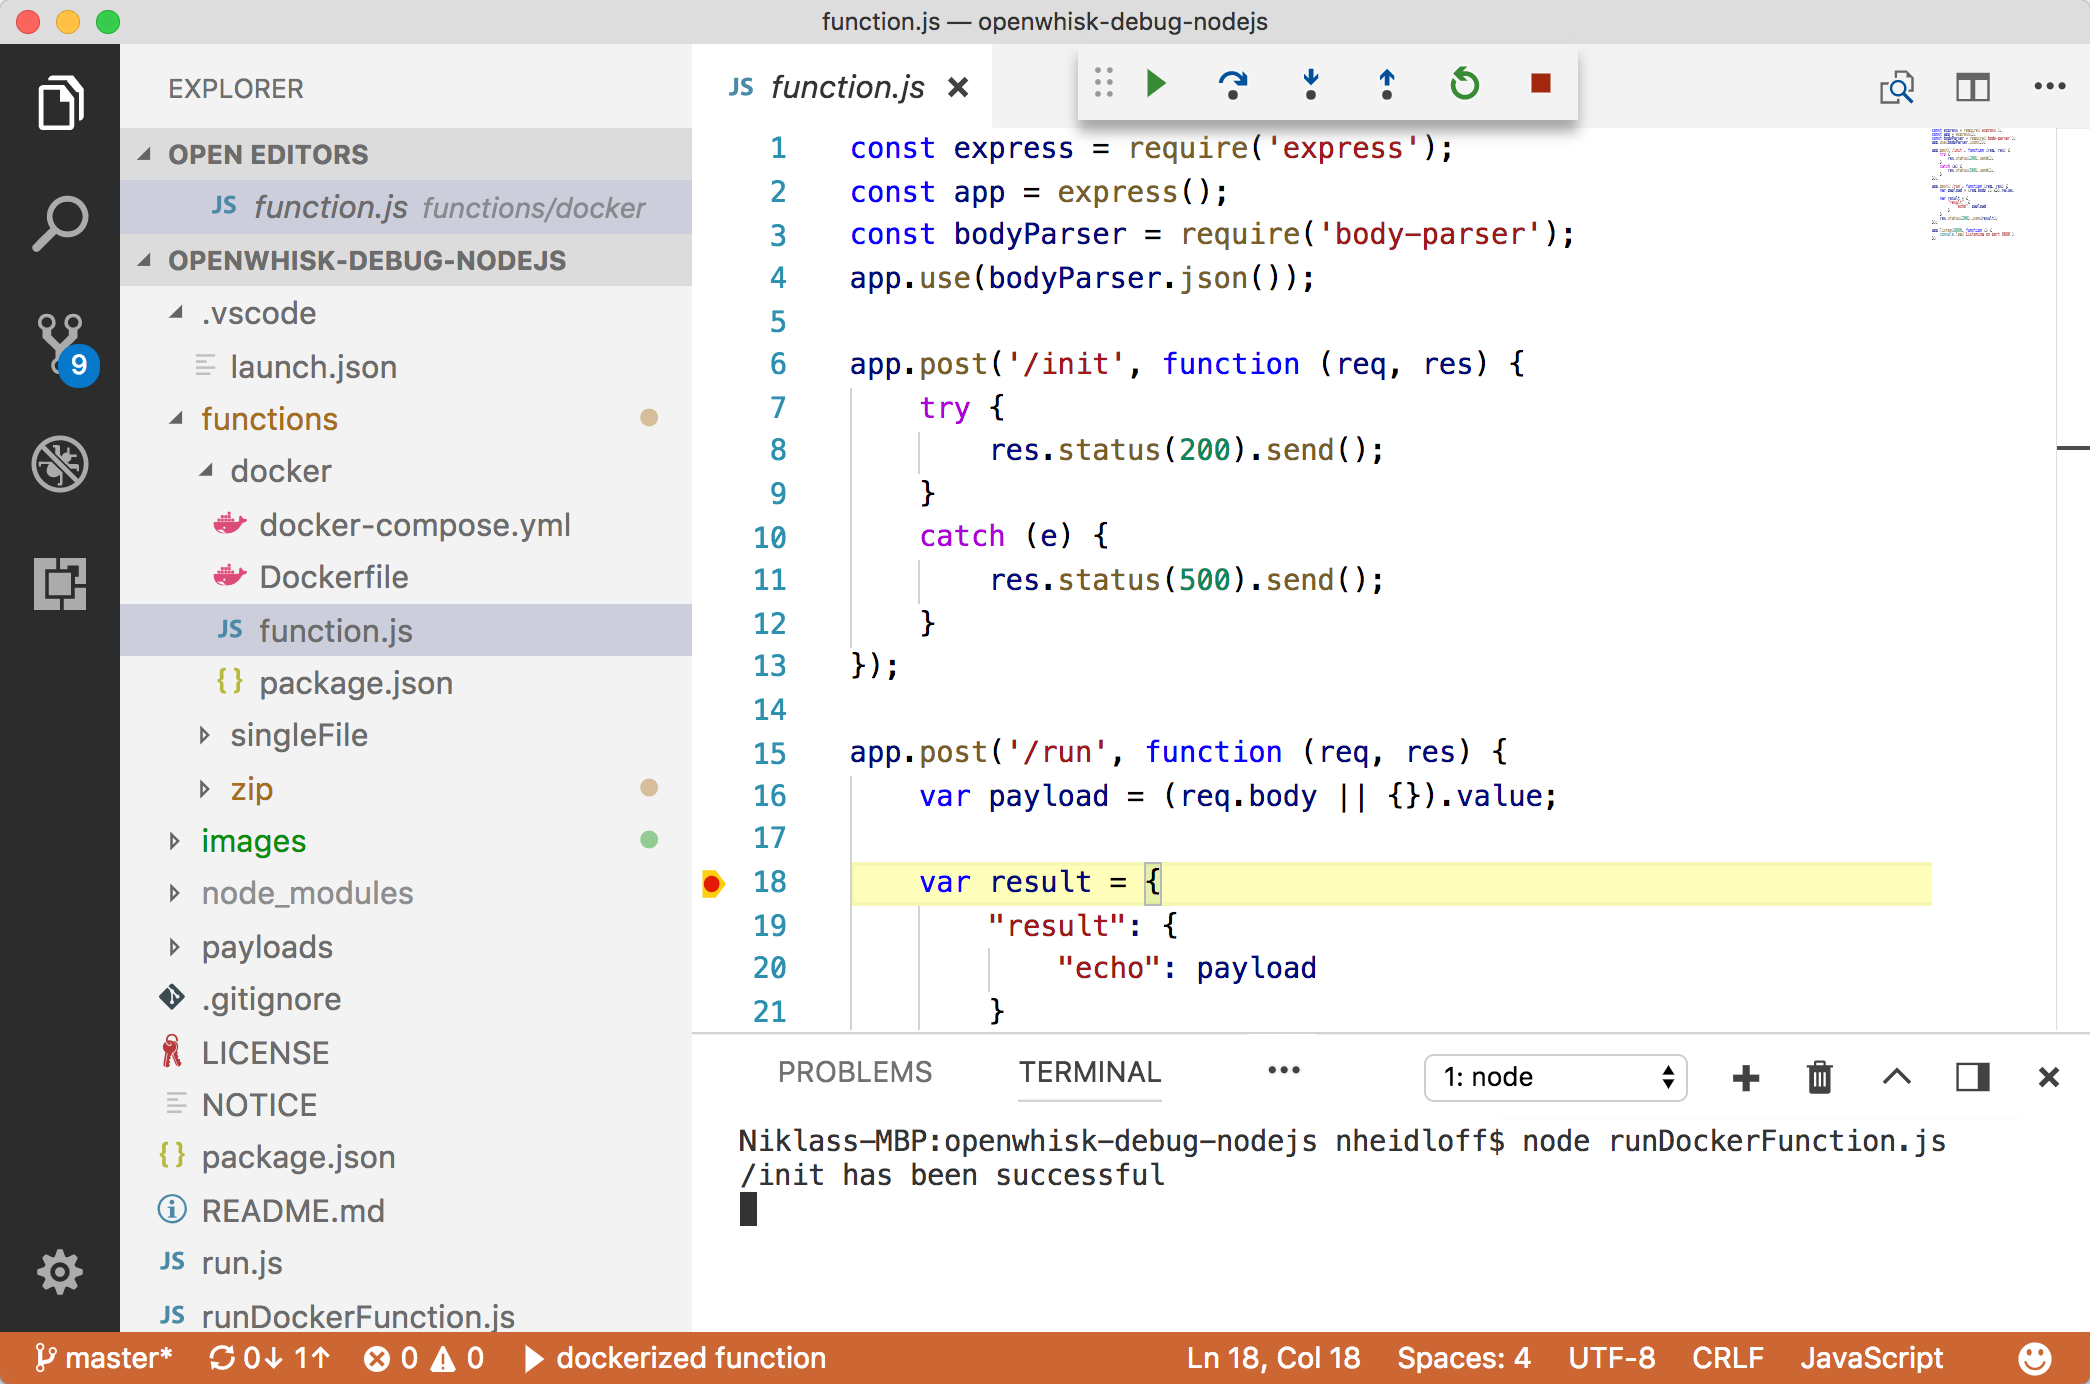 function.js — openwhisk-debug-nodejs
EXPLORER
OPEN EDITORS
JS function.js functions/docker
OPENWHISK-DEBUG-NODEJS
.vscode
launch.json
functions
docker
docker-compose.yml
Dockerfile
JS function.js
{} package.json
singleFile
zip
images
node_modules
payloads
.gitignore
LICENSE
NOTICE
{} package.json
README.md
JS run.js
JS runDockerFunction.js
9
JS function.js
1 const express = require('express');
2 const app = express();
3 const bodyParser = require('body-parser');
4 app.use(bodyParser.json());
5
6 app.post('/init', function (req, res) {
7 try {
8 res.status(200).send();
9 }
10 catch (e) {
11 res.status(500).send();
12 }
13 });
14
15 app.post('/run', function (req, res) {
16 var payload = (req.body || {}).value;
17
18 var result = {
19 "result": {
20 "echo": payload
21 }
PROBLEMS TERMINAL ••• 1: node
Niklass-MBP:openwhisk-debug-nodejs nheidloff$ node runDockerFunction.js
/init has been successful
master* 0↓ 1↑ 0 0 dockerized function Ln 18, Col 18 Spaces: 4 UTF-8 CRLF JavaScript